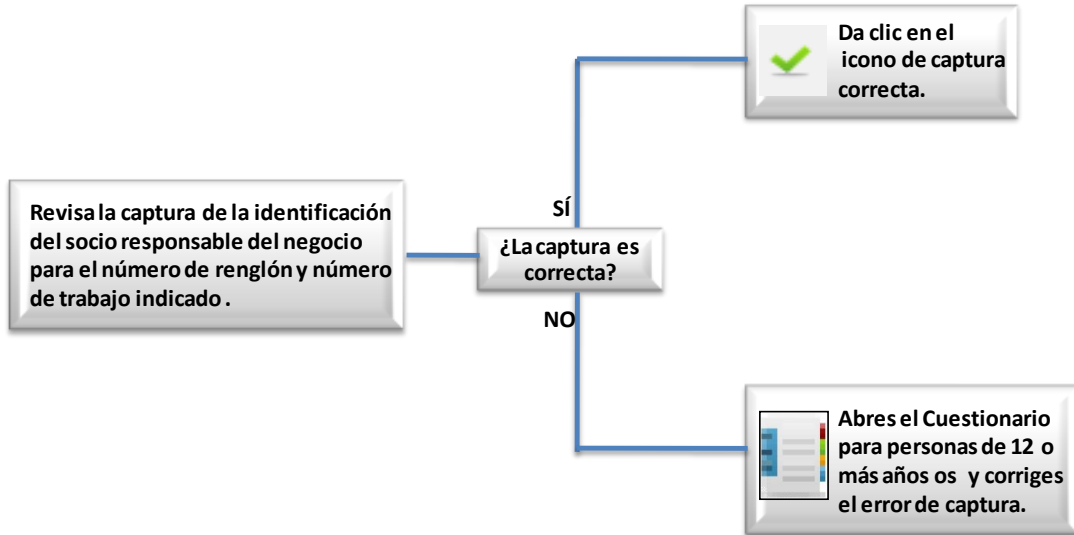 Da clic en el
icono de captura
correcta.
SÍ
Revisa la captura de la identificación
del socio responsable del negocio
para el número de renglón y número
de trabajo indicado .
¿La captura es
correcta?
NO
Abres el Cuestionario
para personas de 12 o
más años os y corriges
el error de captura.